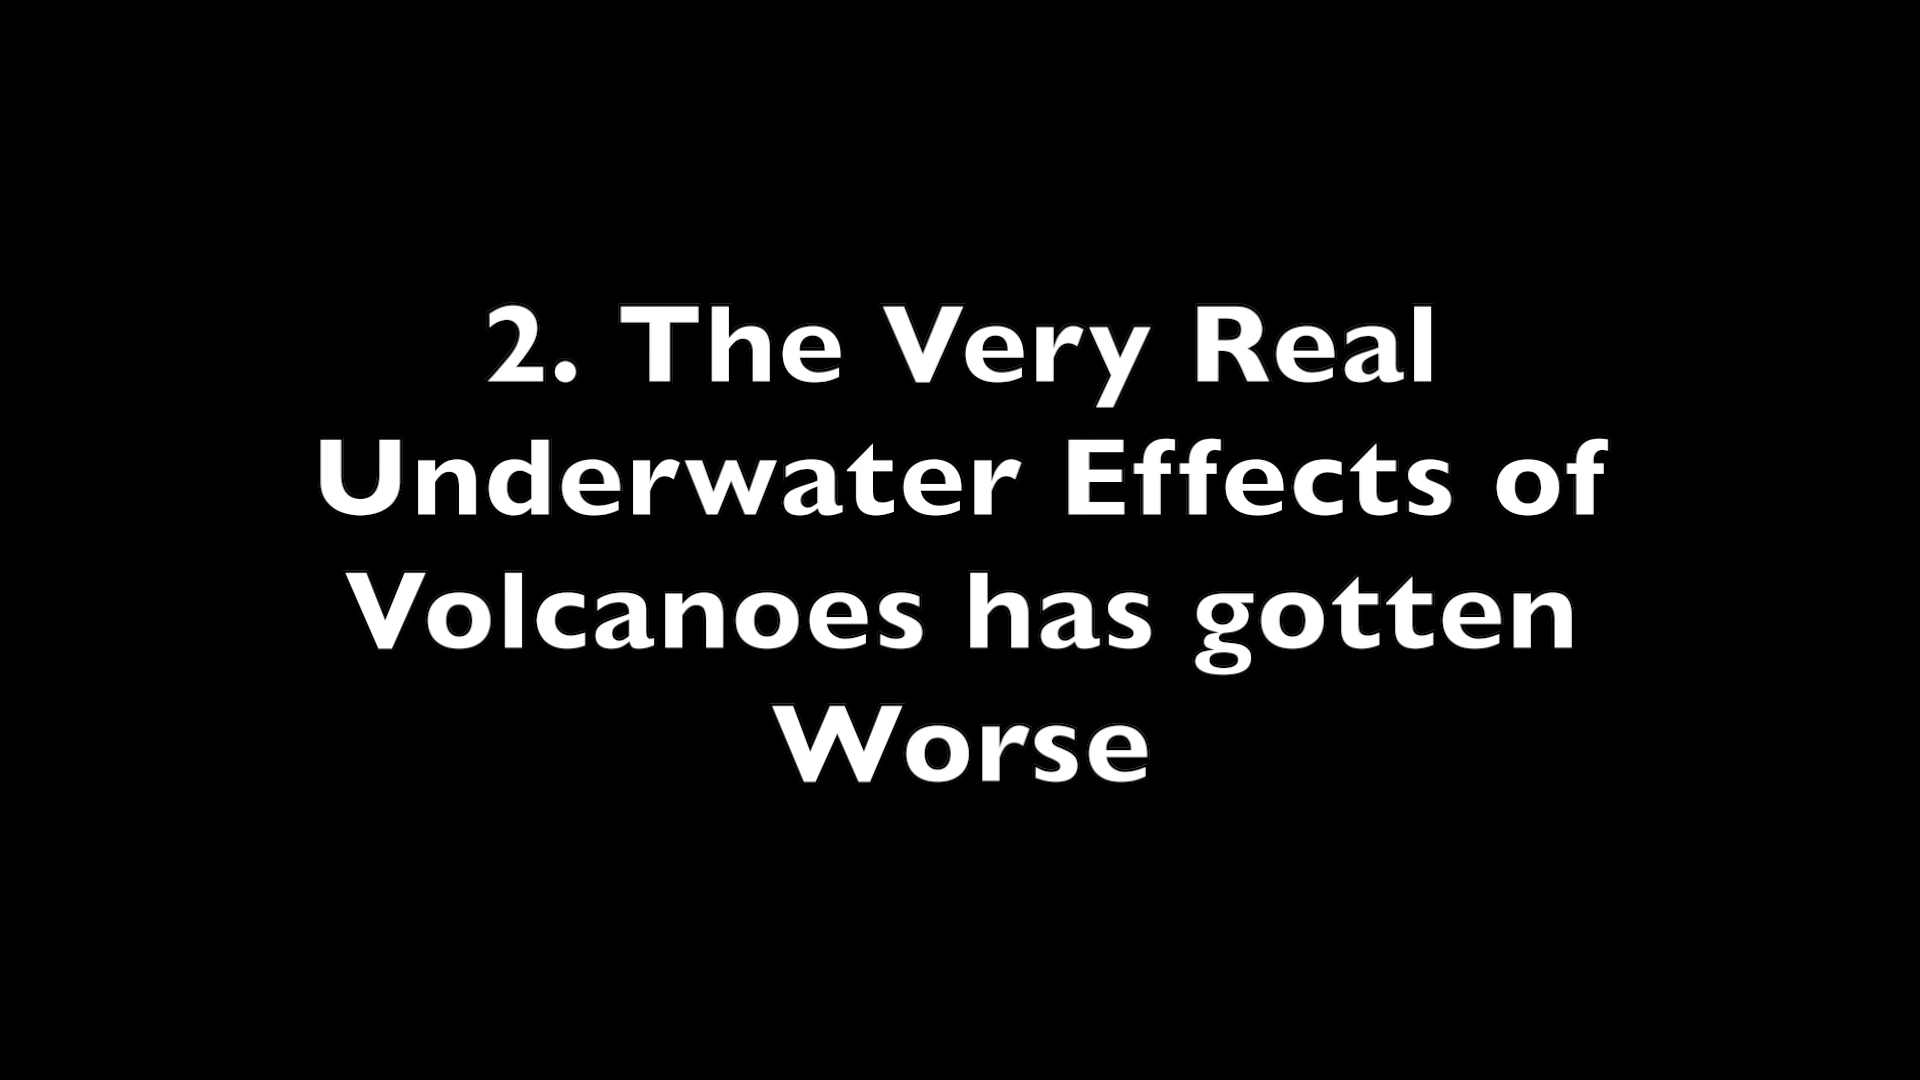 2. The Very Real
Underwater Effects of
Volcanoes has gotten
Worse